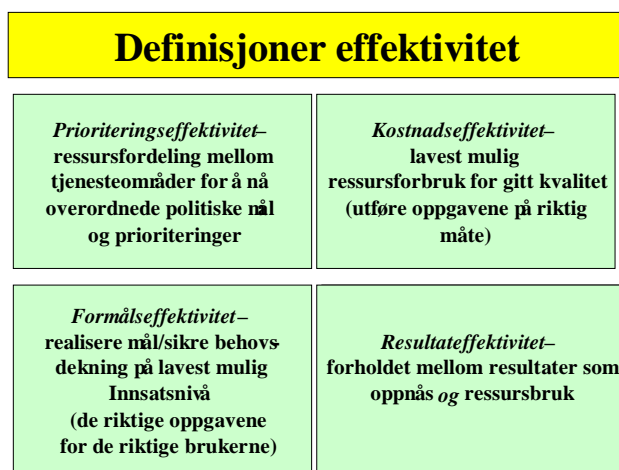 Definisjoner effektivitet
Prioriteringseffektivitet–
ressursfordeling mellom
tjenesteområder for å nå
overordnede politiske mål
og prioriteringer
Kostnadseffektivitet–
lavest mulig
ressursforbruk for gitt kvalitet
(utføre oppgavene på riktig
måte)
Formålseffektivitet–
realisere mål/sikre behovs-
dekning på lavest mulig
Innsatsnivå
(de riktige oppgavene
for de riktige brukerne)
Resultateffektivitet–
forholdet mellom resultater som
oppnås og ressursbruk